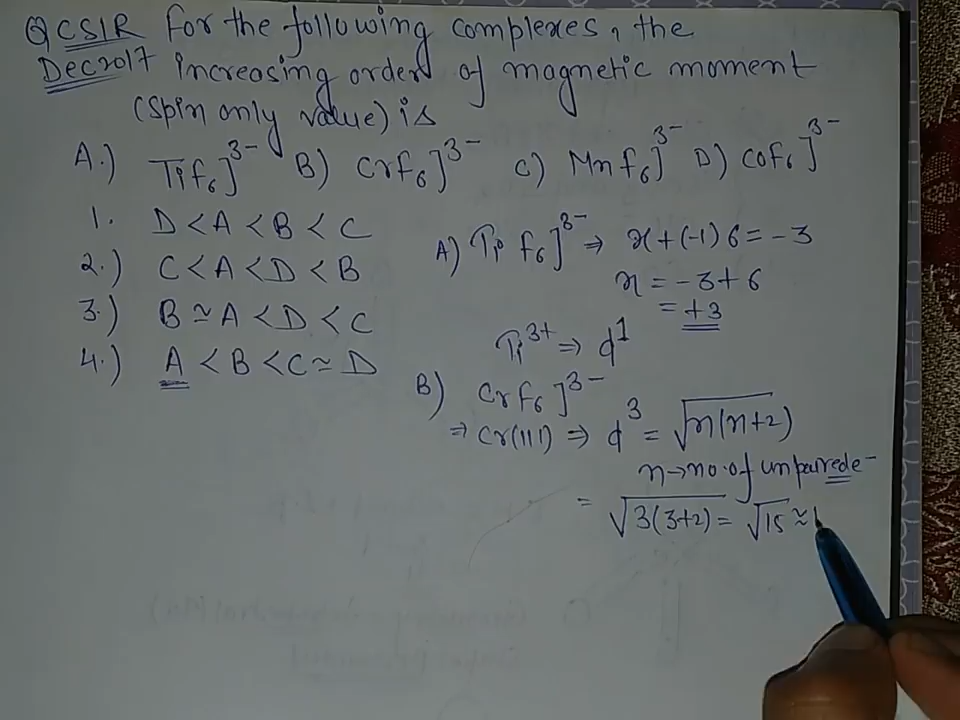 Q CSIR For the following complexes, the
Dec2017 increasing order of magnetic moment
(Spin only value) is
A.) TiF6]3- B) CrF6]3- C) MnF6]3- D) CoF6]3-
1. D < A < B < C
2.) C < A < D < B
3.) B ≃ A < D < C
4.) A < B < C ≃ D
A) TiF6]3- ⇒ x + (-1) 6 = -3
x = -3 + 6
= +3
Ti3+ ⇒ d1
B) CrF6]3-
⇒ Cr(III) ⇒ d3 = √n(n+2)
n → no. of unpaired e-
= √3(3+2) = √15 ≈